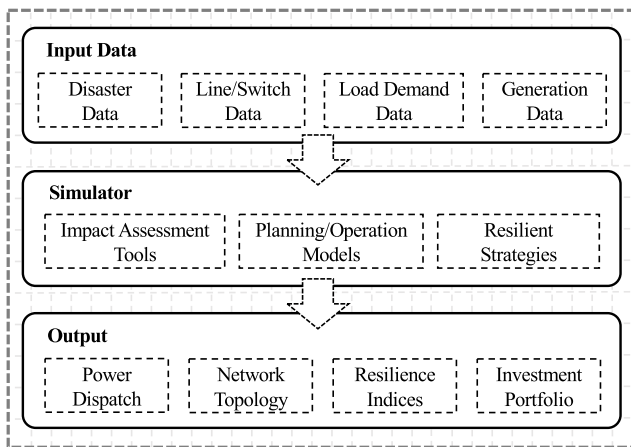 Input Data
Disaster
Data
Line/Switch
Data
Load Demand
Data
Generation
Data
Simulator
Impact Assessment
Tools
Planning/Operation
Models
Resilient
Strategies
Output
Power
Dispatch
Network
Topology
Resilience
Indices
Investment
Portfolio